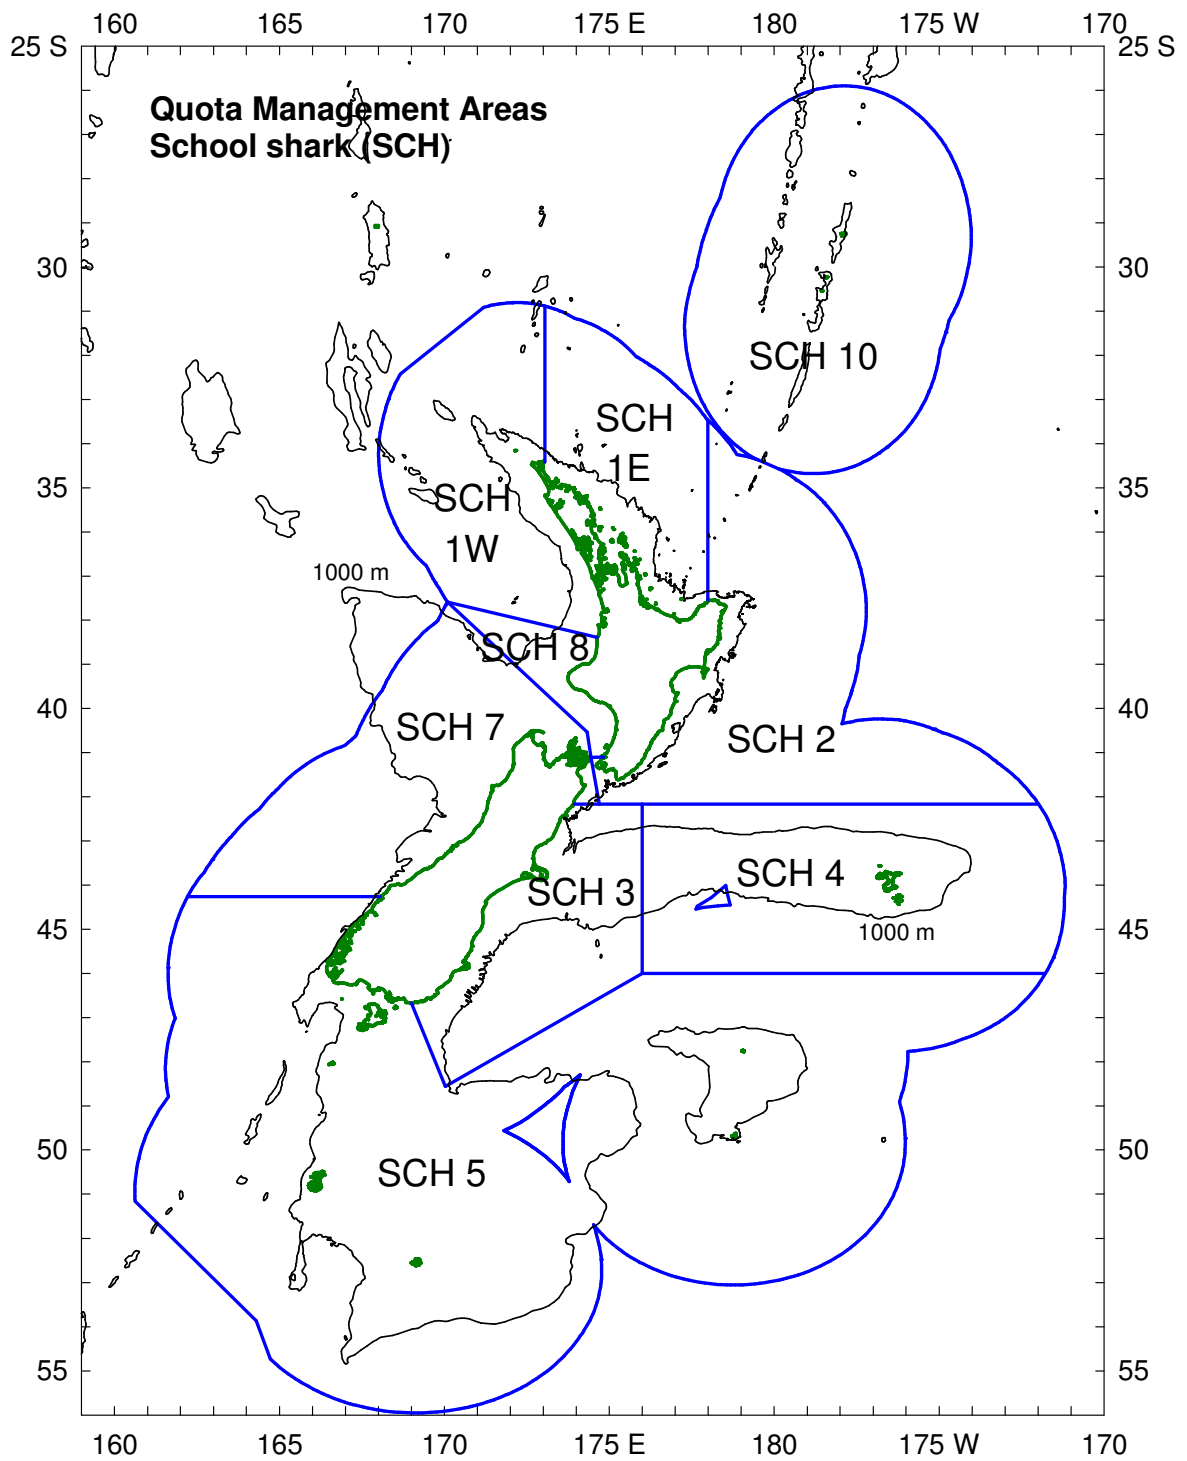 160 165 170 175 E 180 175 W 170
25 S 25 S
Quota Management Areas
School shark (SCH)
30 30
SCH 10
SCH
1E
35 35
SCH
1W
1000 m
SCH 8
40 40
SCH 7
SCH 2
SCH 4
SCH 3
45 45
1000 m
50 50
SCH 5
55 55
160 165 170 175 E 180 175 W 170